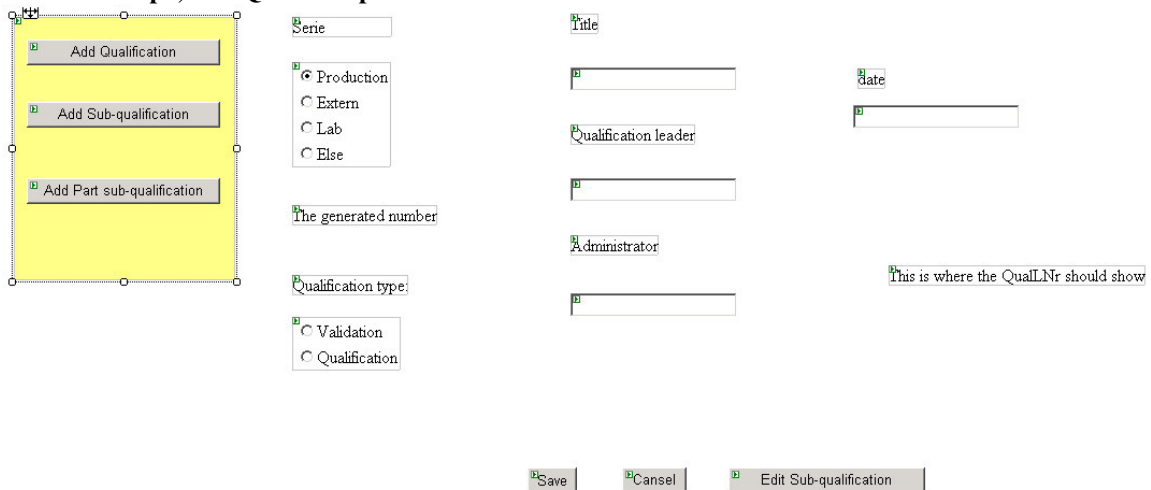 Add Qualification
Add Sub-qualification
Add Part sub-qualification
Serie
Production
Extern
Lab
Else
The generated number
Qualification type:
Validation
Qualification
Title
Qualification leader
Administrator
date
This is where the QualLNr should show
Save
Cansel
Edit Sub-qualification